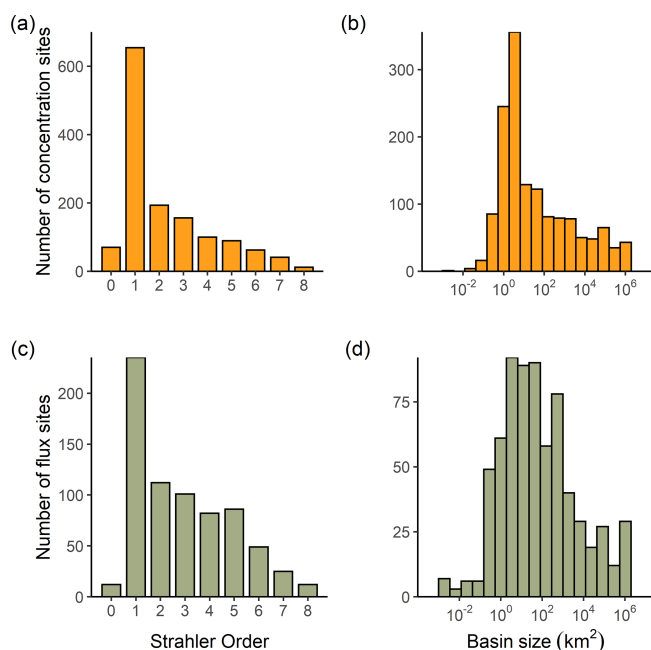 (a)
Number of concentration sites
600
400
200
0
0 1 2 3 4 5 6 7 8
(b)
300
200
100
0
10-2 100 102 104 106
(c)
Number of flux sites
200
150
100
50
0
0 1 2 3 4 5 6 7 8
Strahler Order
(d)
75
50
25
0
10-2 100 102 104 106
Basin size (km2)